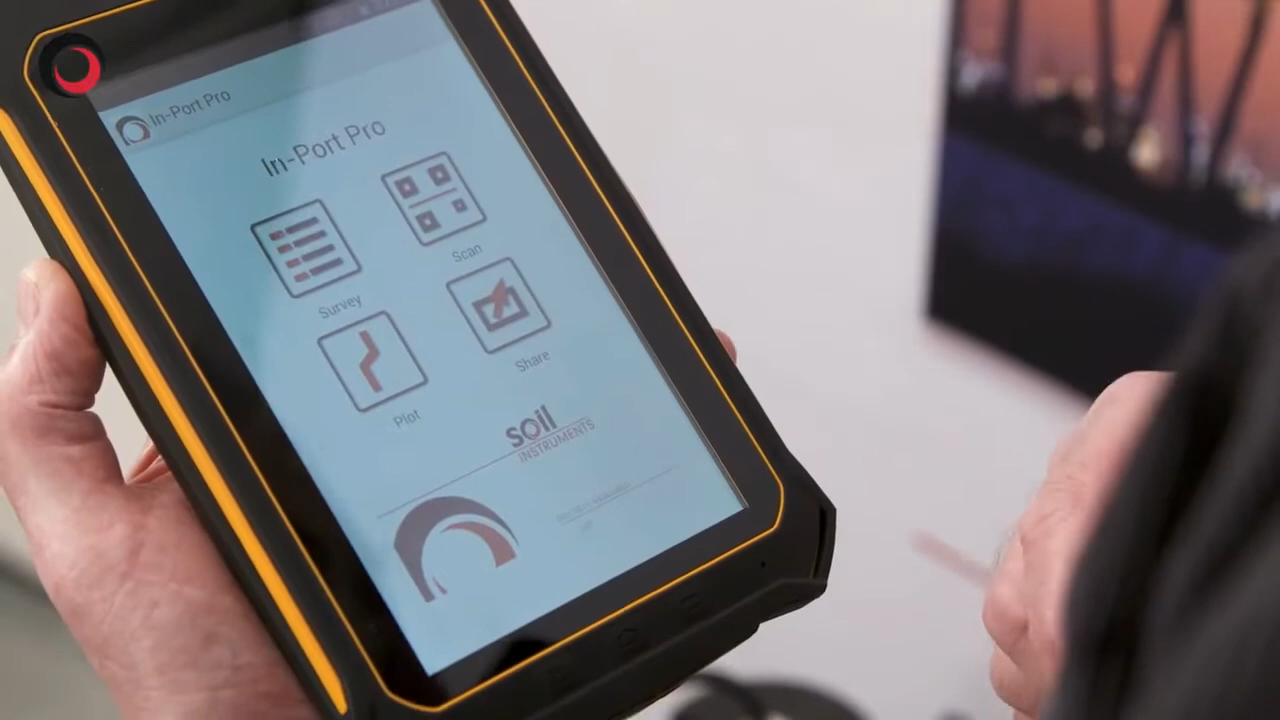 In-Port Pro
In-Port Pro
Survey
Scan
Plot
Share
soil
INSTRUMENTS